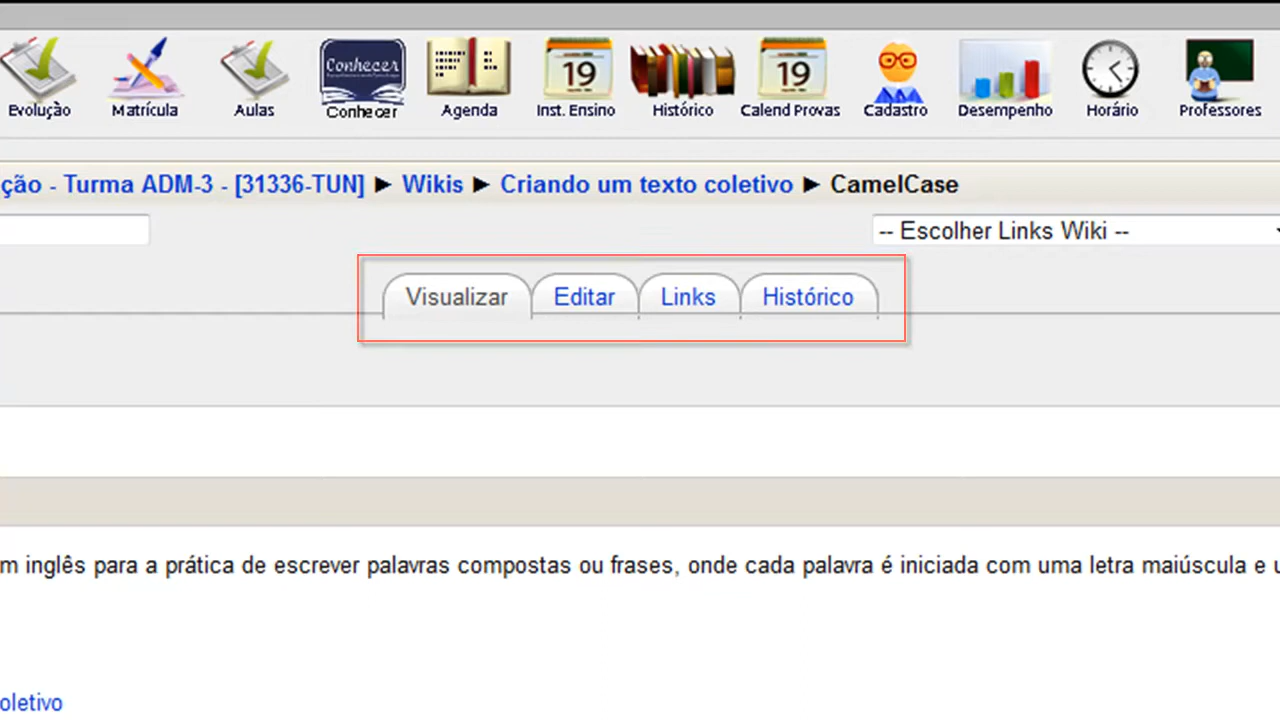 Evolução Matrícula Aulas Conhecer Conhecer Agenda 19 Inst. Ensino Histórico 19 Calend Provas Cadastro Desempenho Horário Professores
ção - Turma ADM-3 - [31336-TUN] ► Wikis ► Criando um texto coletivo ► CamelCase
-- Escolher Links Wiki --
Visualizar Editar Links Histórico
m inglês para a prática de escrever palavras compostas ou frases, onde cada palavra é iniciada com uma letra maiúscula e u
oletivo